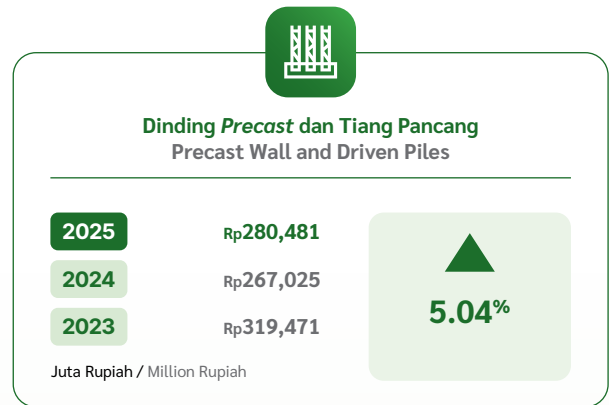 Dinding Precast dan Tiang Pancang
Precast Wall and Driven Piles
2025 Rp280,481
2024 Rp267,025
2023 Rp319,471
5.04%
Juta Rupiah / Million Rupiah